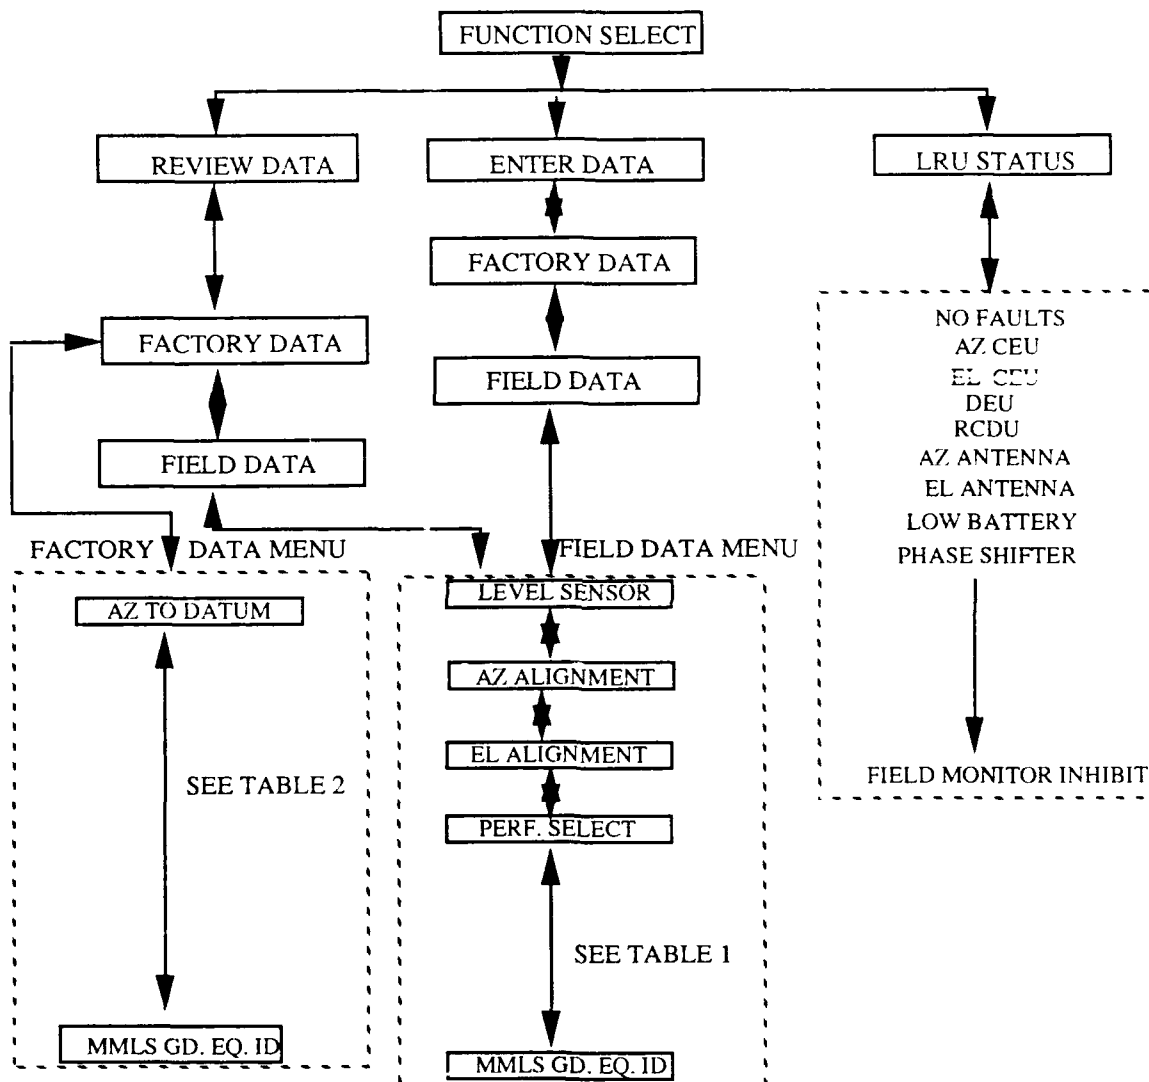 FUNCTION SELECT
REVIEW DATA
ENTER DATA
LRU STATUS
FACTORY DATA
FACTORY DATA
FIELD DATA
FIELD DATA
NO FAULTS
AZ CEU
EL CEU
DEU
RCDU
AZ ANTENNA
EL ANTENNA
LOW BATTERY
PHASE SHIFTER
FIELD MONITOR INHIBIT
FACTORY DATA MENU
AZ TO DATUM
SEE TABLE 2
MMLS GD. EQ. ID
FIELD DATA MENU
LEVEL SENSOR
AZ ALIGNMENT
EL ALIGNMENT
PERF. SELECT
SEE TABLE 1
MMLS GD. EQ. ID